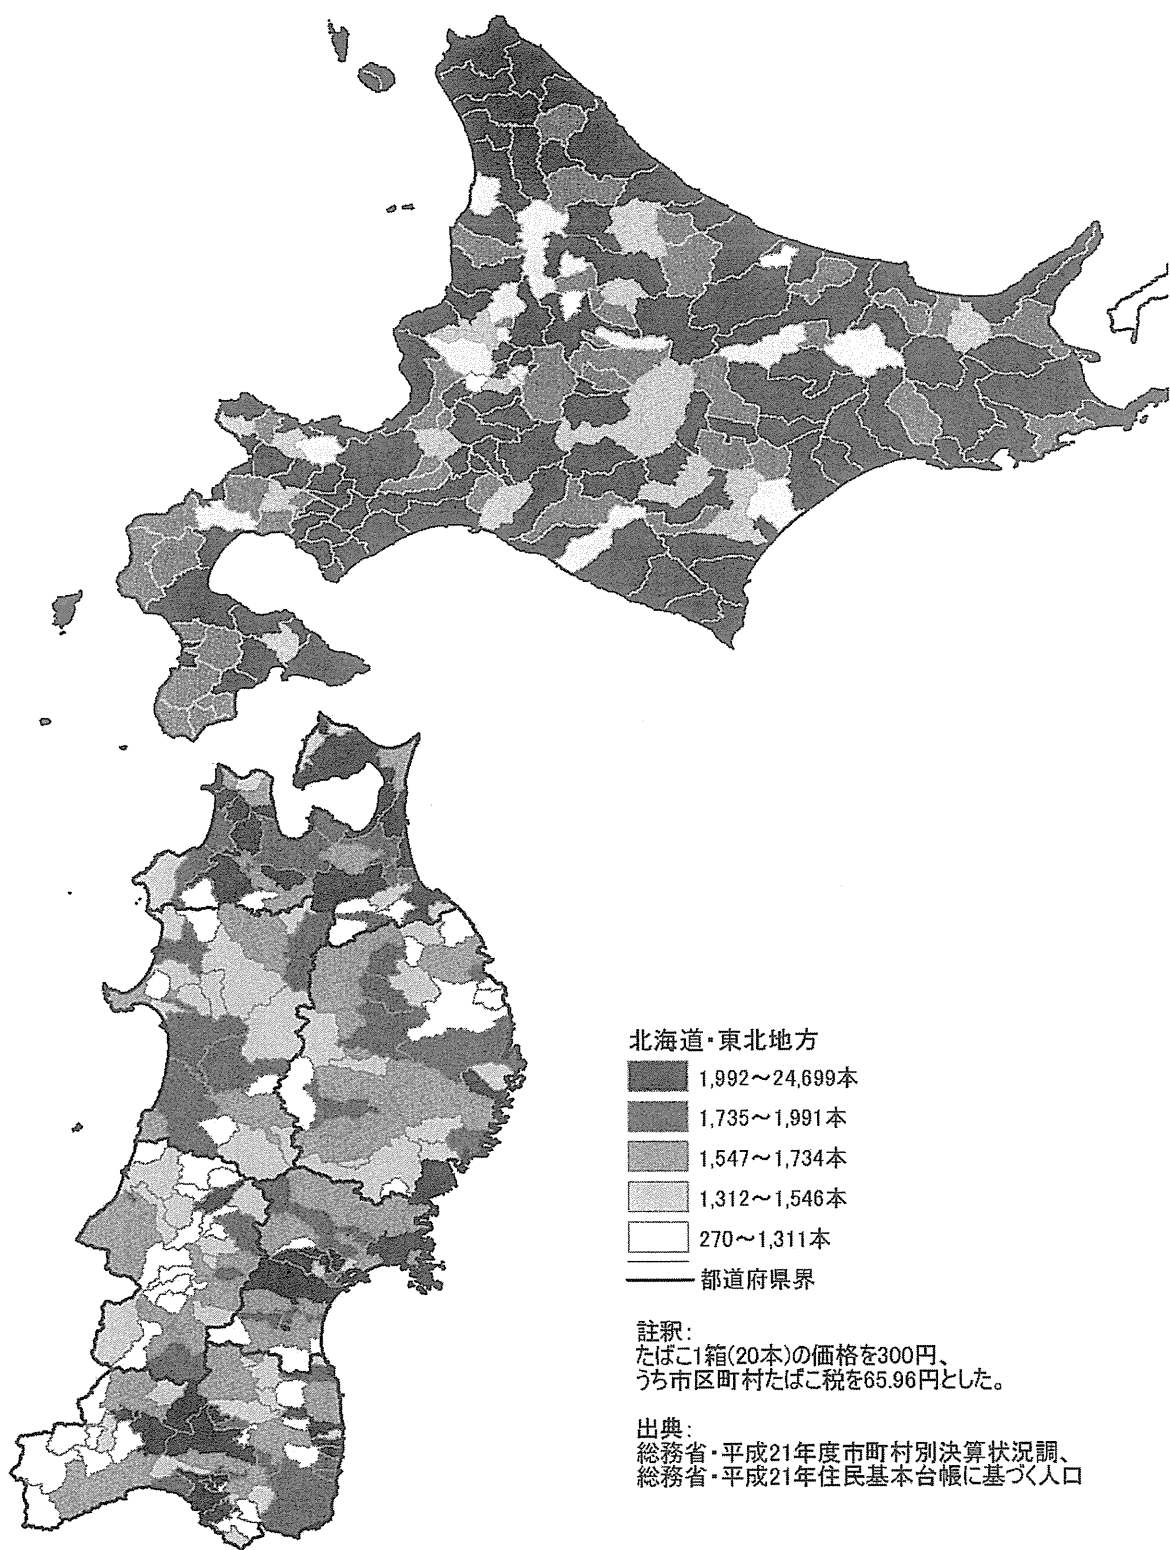 北海道・東北地方
1,992～24,699本
1,735～1,991本
1,547～1,734本
1,312～1,546本
270～1,311本
都道府県界
註釈：
たばこ1箱(20本)の価格を300円、
うち市区町村たばこ税を65.96円とした。
出典：
総務省・平成21年度市町村別決算状況調、
総務省・平成21年住民基本台帳に基づく人口